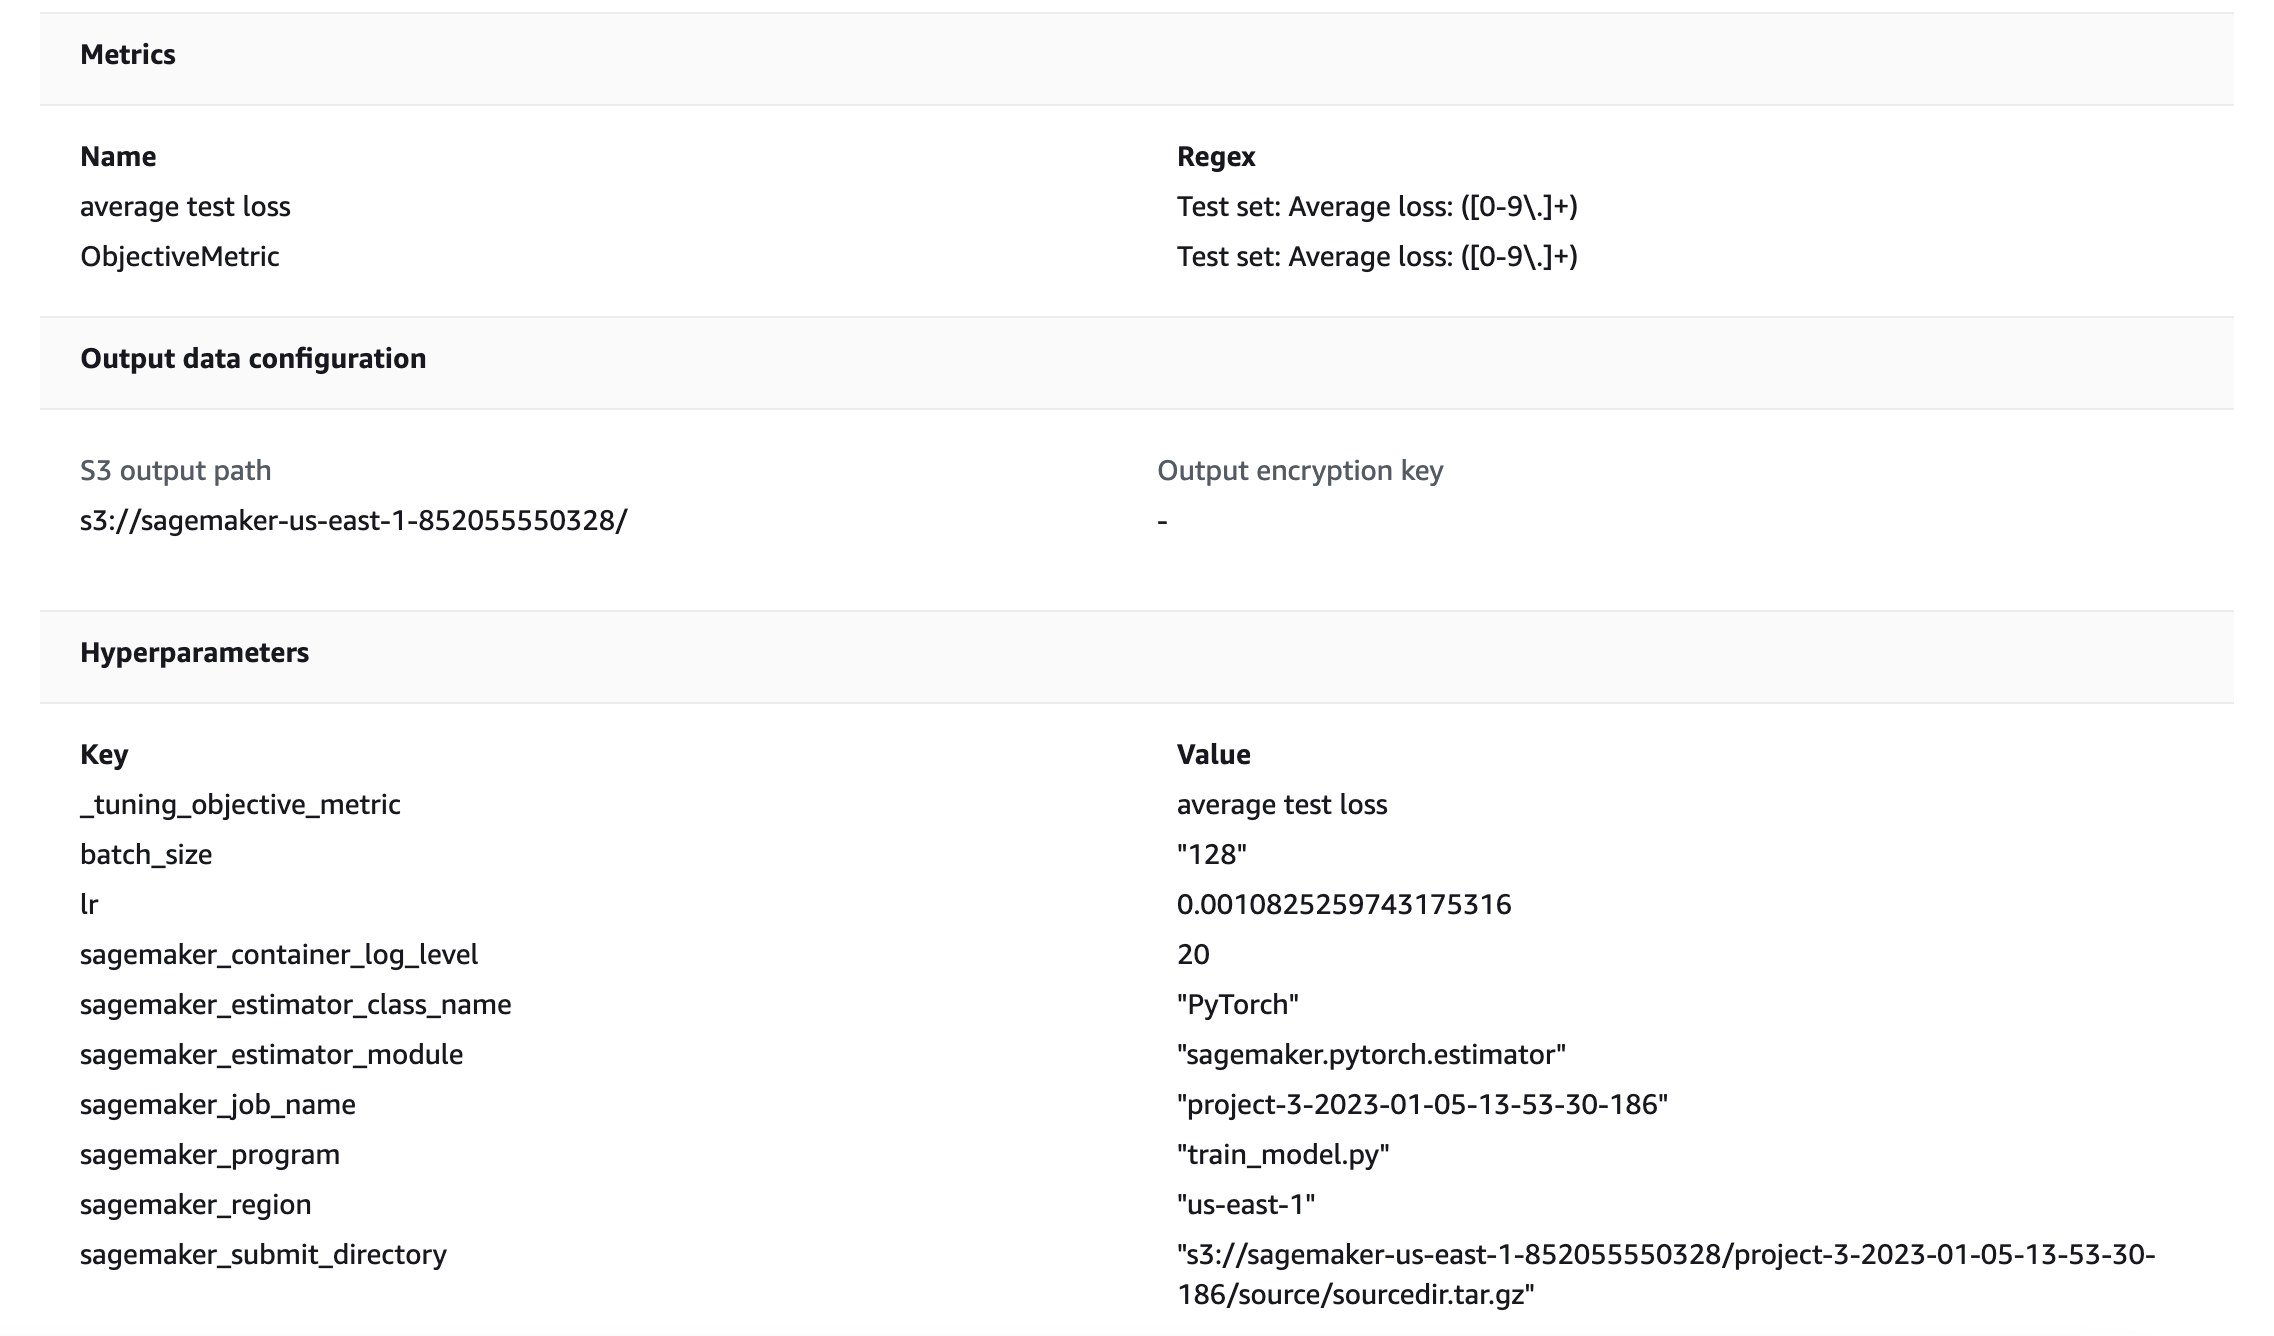 Metrics
Name Regex
average test loss Test set: Average loss: ([0-9\.]+)
ObjectiveMetric Test set: Average loss: ([0-9\.]+)
Output data configuration
S3 output path Output encryption key
s3://sagemaker-us-east-1-852055550328/ -
Hyperparameters
Key Value
_tuning_objective_metric average test loss
batch_size "128"
lr 0.0010825259743175316
sagemaker_container_log_level 20
sagemaker_estimator_class_name "PyTorch"
sagemaker_estimator_module "sagemaker.pytorch.estimator"
sagemaker_job_name "project-3-2023-01-05-13-53-30-186"
sagemaker_program "train_model.py"
sagemaker_region "us-east-1"
sagemaker_submit_directory "s3://sagemaker-us-east-1-852055550328/project-3-2023-01-05-13-53-30-
186/source/sourcedir.tar.gz"